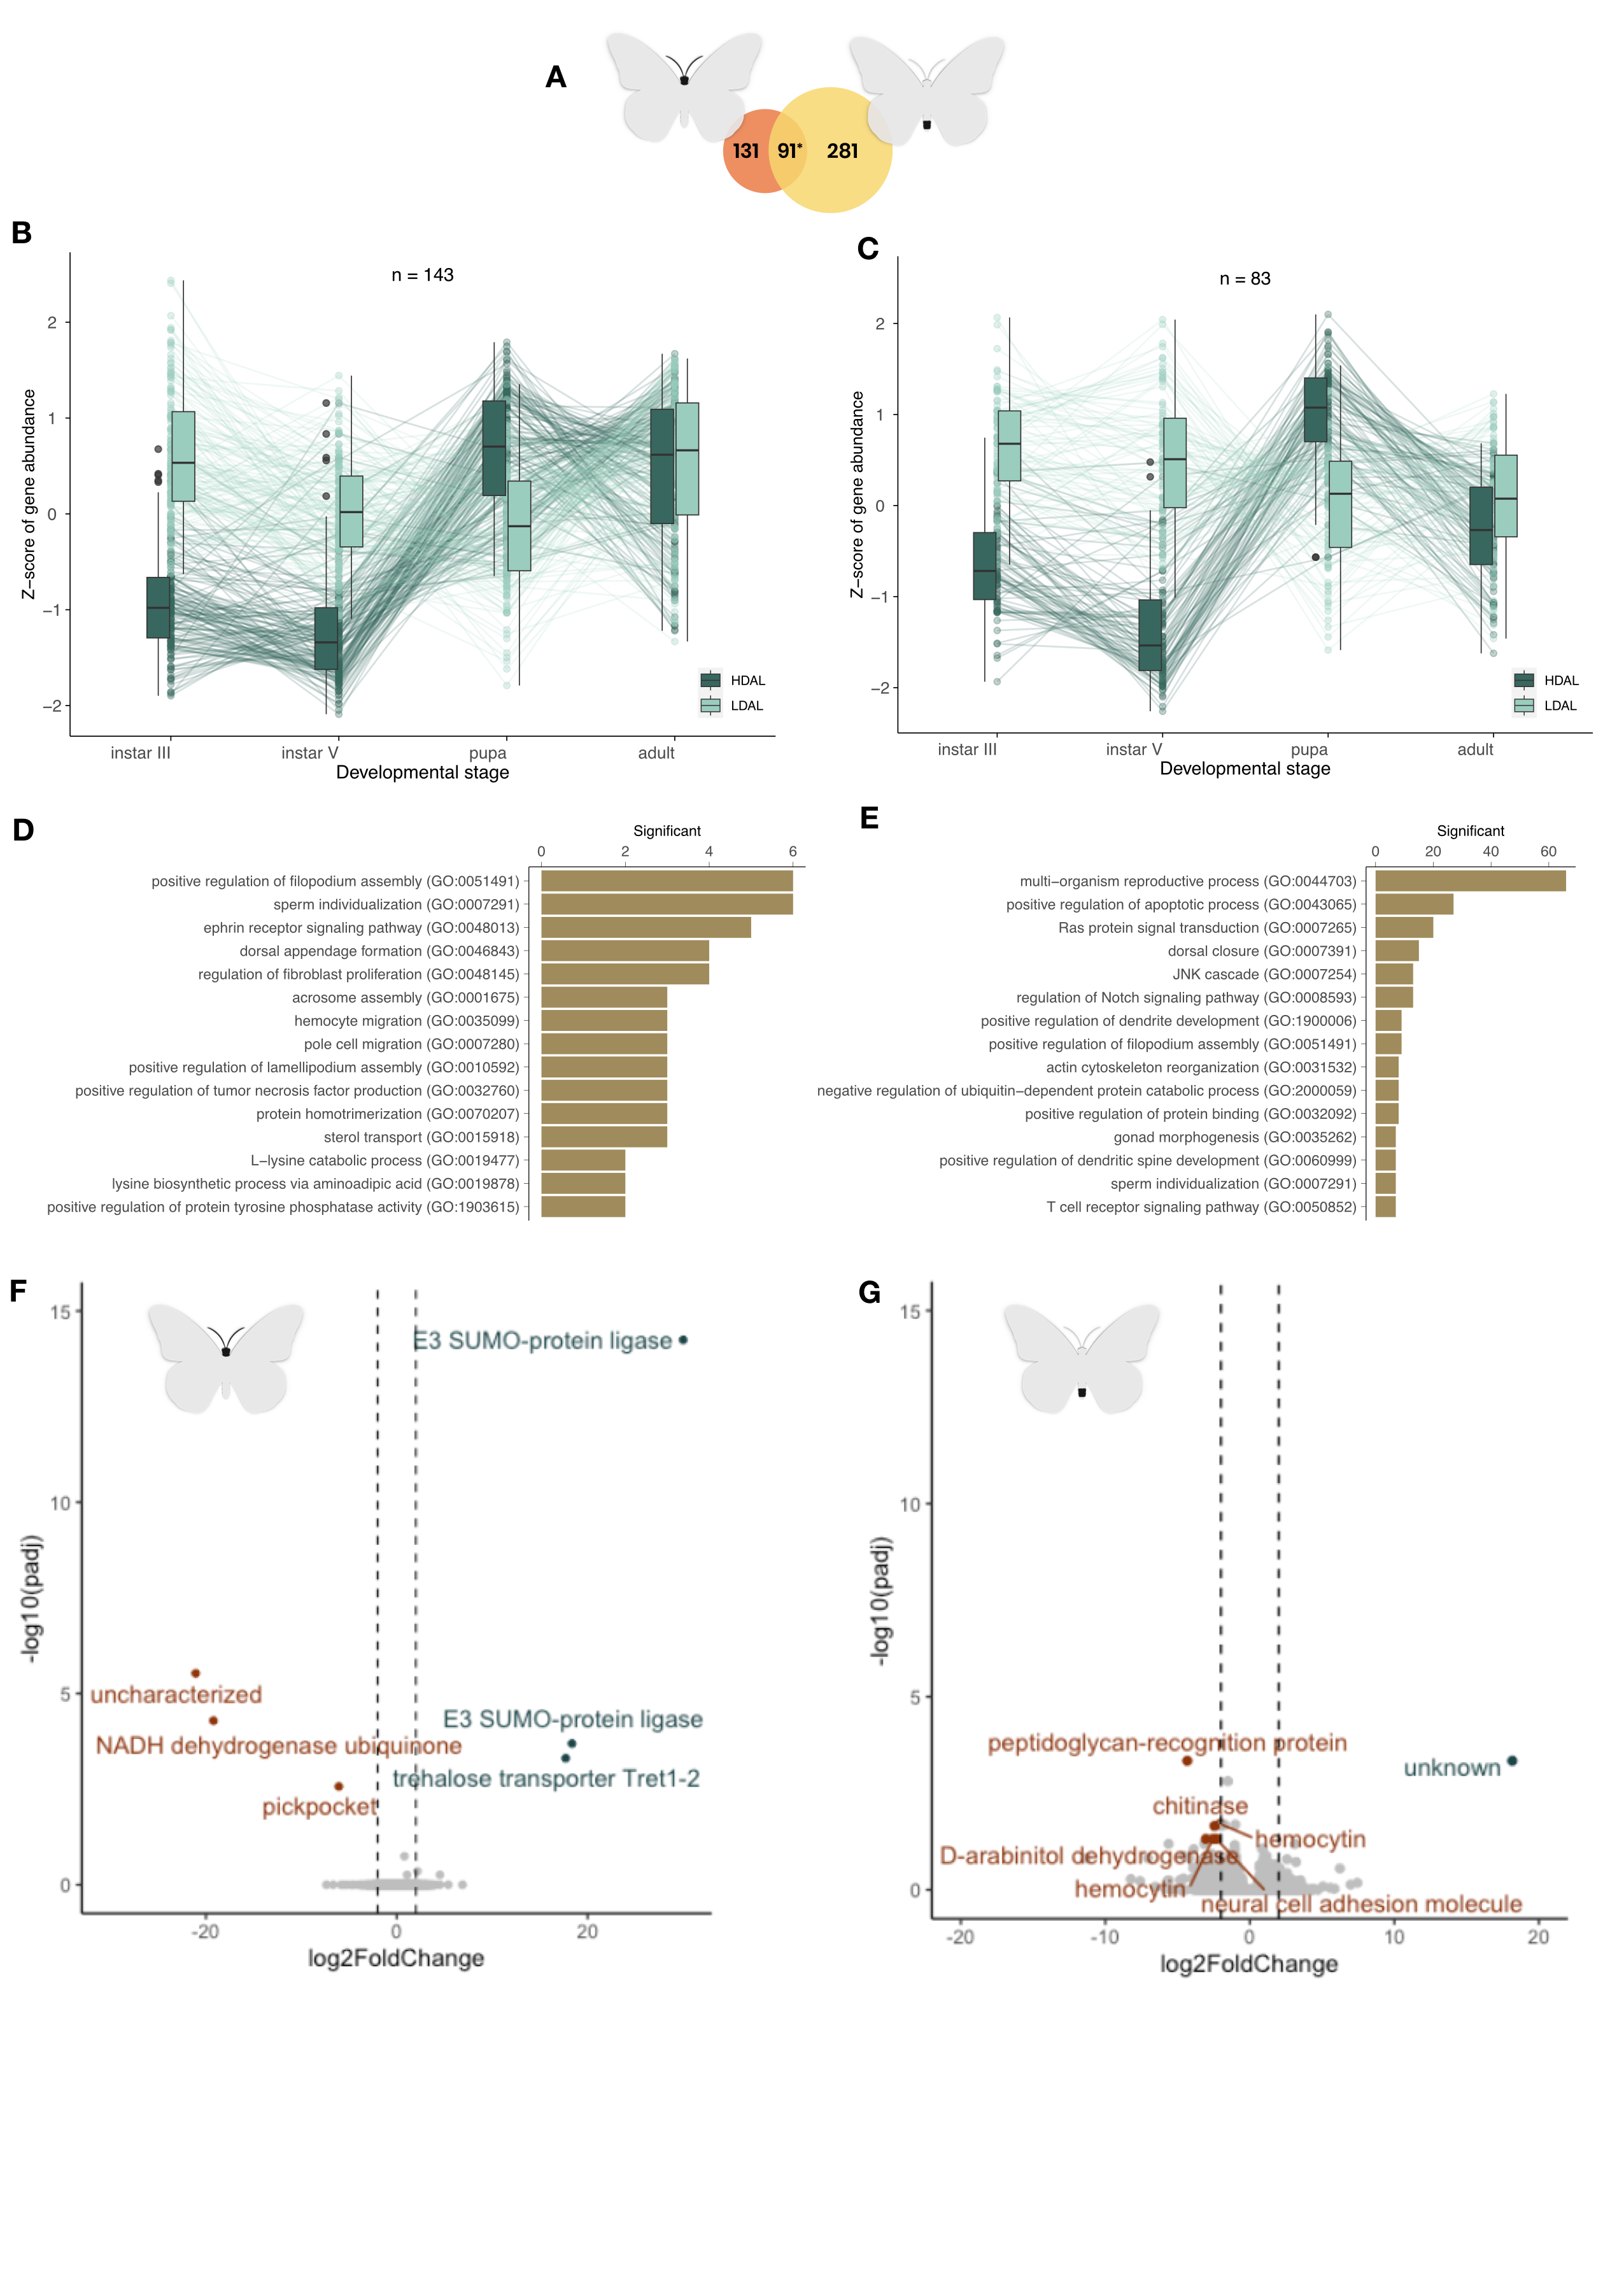 A
131 91* 281
B
n = 143
Z−score of gene abundance
2
1
0
−1
−2
HDAL
LDAL
instar III instar V pupa adult
Developmental stage
C
n = 83
Z−score of gene abundance
2
1
0
−1
−2
HDAL
LDAL
instar III instar V pupa adult
Developmental stage
D
Significant
0 2 4 6
positive regulation of filopodium assembly (GO:0051491)
sperm individualization (GO:0007291)
ephrin receptor signaling pathway (GO:0048013)
dorsal appendage formation (GO:0046843)
regulation of fibroblast proliferation (GO:0048145)
acrosome assembly (GO:0001675)
hemocyte migration (GO:0035099)
pole cell migration (GO:0007280)
positive regulation of lamellipodium assembly (GO:0010592)
positive regulation of tumor necrosis factor production (GO:0032760)
protein homotrimerization (GO:0070207)
sterol transport (GO:0015918)
L−lysine catabolic process (GO:0019477)
lysine biosynthetic process via aminoadipic acid (GO:0019878)
positive regulation of protein tyrosine phosphatase activity (GO:1903615)
E
Significant
0 20 40 60
multi−organism reproductive process (GO:0044703)
positive regulation of apoptotic process (GO:0043065)
Ras protein signal transduction (GO:0007265)
dorsal closure (GO:0007391)
JNK cascade (GO:0007254)
regulation of Notch signaling pathway (GO:0008593)
positive regulation of dendrite development (GO:1900006)
positive regulation of filopodium assembly (GO:0051491)
actin cytoskeleton reorganization (GO:0031532)
negative regulation of ubiquitin−dependent protein catabolic process (GO:2000059)
positive regulation of protein binding (GO:0032092)
gonad morphogenesis (GO:0035262)
positive regulation of dendritic spine development (GO:0060999)
sperm individualization (GO:0007291)
T cell receptor signaling pathway (GO:0050852)
F
15
10
5
0
-log10(padj)
E3 SUMO-protein ligase
uncharacterized
E3 SUMO-protein ligase
NADH dehydrogenase ubiquinone
trehalose transporter Tret1-2
pickpocket
-20 0 20
log2FoldChange
G
15
10
5
0
-log10(padj)
peptidoglycan-recognition protein
unknown
chitinase
hemocytin
D-arabinitol dehydrogenase
hemocytin
neural cell adhesion molecule
-20 -10 0 10 20
log2FoldChange